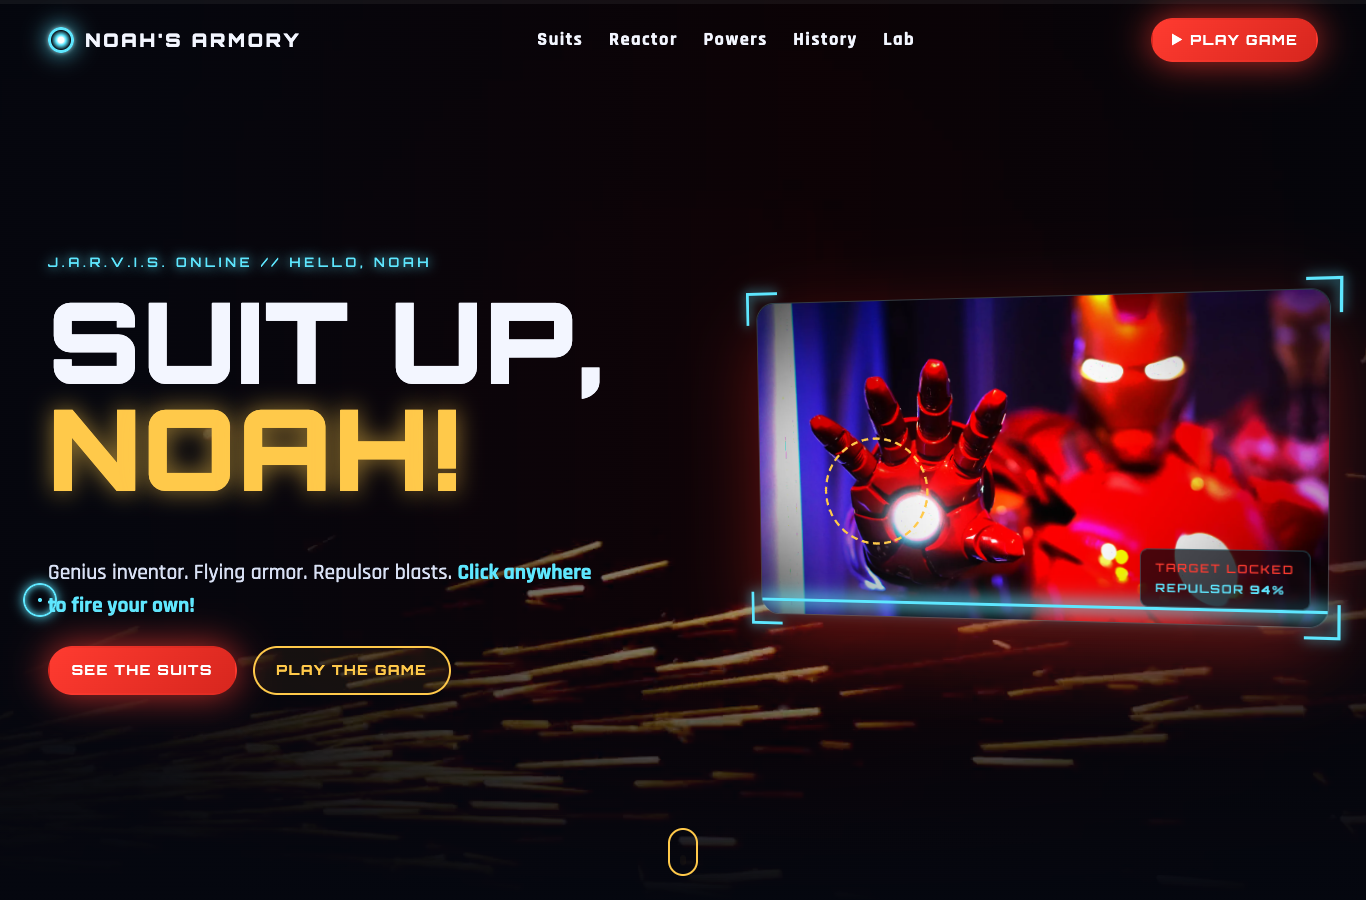 NOAH'S ARMORY
Suits Reactor Powers History Lab
PLAY GAME
J.A.R.V.I.S. ONLINE // HELLO, NOAH
SUIT UP,
NOAH!
Genius inventor. Flying armor. Repulsor blasts. Click anywhere
to fire your own!
SEE THE SUITS
PLAY THE GAME
TARGET LOCKED
REPULSOR 94%